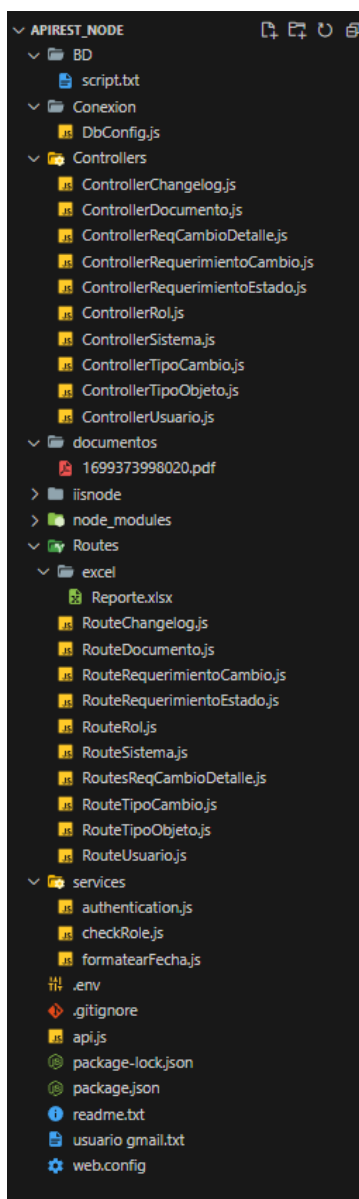 APIREST_NODE
BD
script.txt
Conexion
DbConfig.js
Controllers
ControllerChangelog.js
ControllerDocumento.js
ControllerReqCambioDetalle.js
ControllerRequerimientoCambio.js
ControllerRequerimientoEstado.js
ControllerRol.js
ControllerSistema.js
ControllerTipoCambio.js
ControllerTipoObjeto.js
ControllerUsuario.js
documentos
1699373998020.pdf
iisnode
node_modules
Routes
excel
Reporte.xlsx
RouteChangelog.js
RouteDocumento.js
RouteRequerimientoCambio.js
RouteRequerimientoEstado.js
RouteRol.js
RouteSistema.js
RoutesReqCambioDetalle.js
RouteTipoCambio.js
RouteTipoObjeto.js
RouteUsuario.js
services
authentication.js
checkRole.js
formatearFecha.js
.env
.gitignore
api.js
package-lock.json
package.json
readme.txt
usuario gmail.txt
web.config